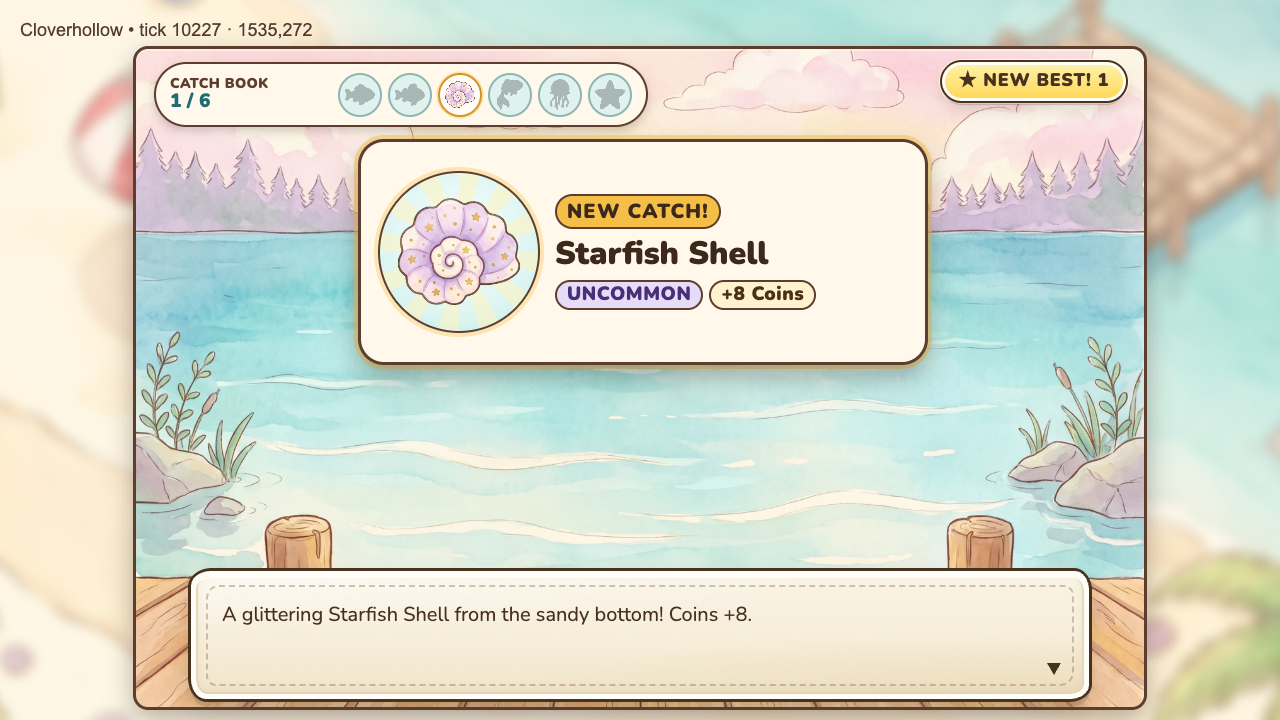 Cloverhollow • tick 10227 · 1535,272
CATCH BOOK
1 / 6
★ NEW BEST! 1
NEW CATCH!
Starfish Shell
UNCOMMON
+8 Coins
A glittering Starfish Shell from the sandy bottom! Coins +8.